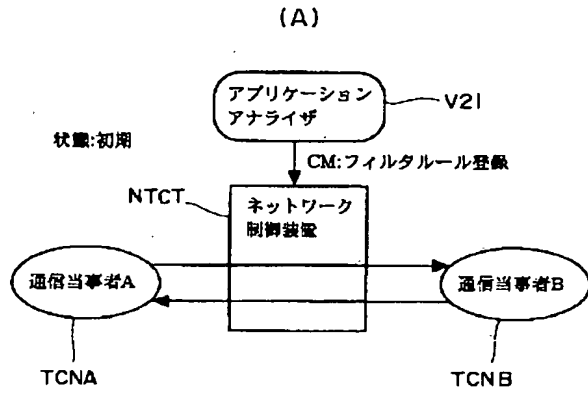 (A)
アプリケーション
アナライザ
V21
状態:初期
CM:フィルタルール登録
NTCT
ネットワーク
制御装置
通信当事者A
通信当事者B
TCNA
TCNB